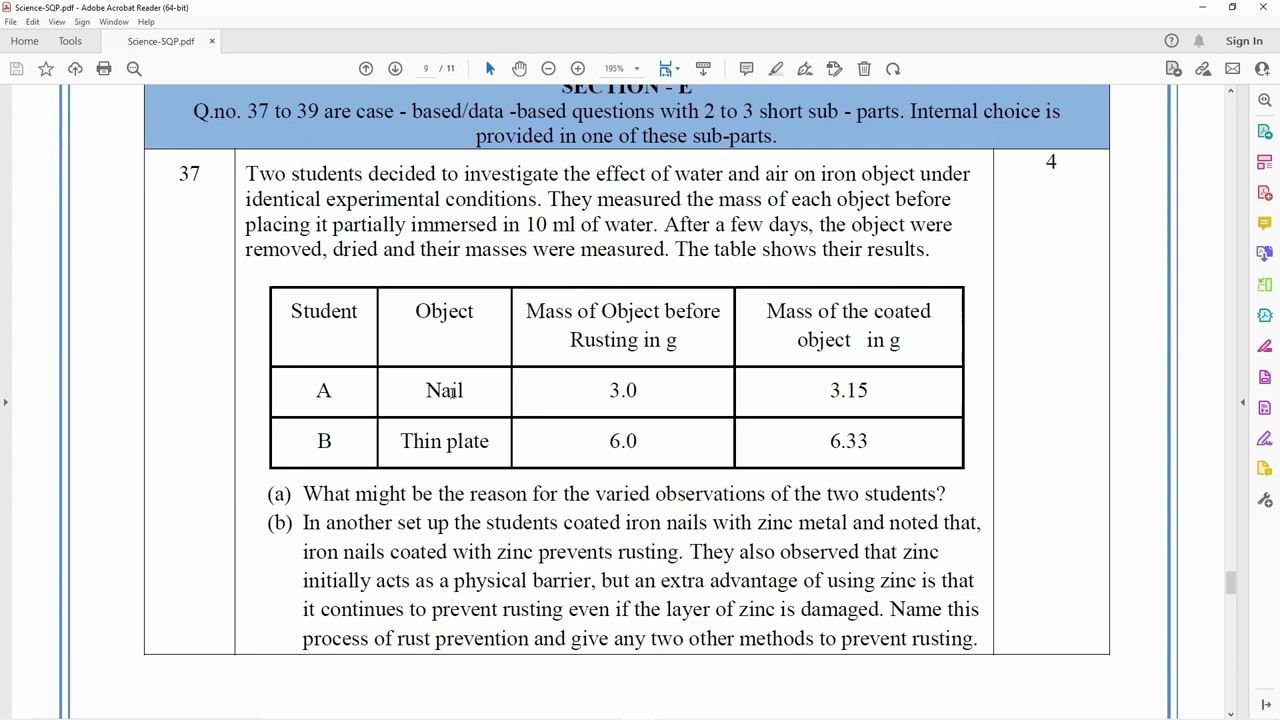 Science-SQP.pdf - Adobe Acrobat Reader (64-bit)
File Edit View Sign Window Help
Home Tools Science-SQP.pdf × Sign In
9 / 11 195%
SECTION - E
Q.no. 37 to 39 are case - based/data -based questions with 2 to 3 short sub - parts. Internal choice is
provided in one of these sub-parts.
37 Two students decided to investigate the effect of water and air on iron object under 4
identical experimental conditions. They measured the mass of each object before
placing it partially immersed in 10 ml of water. After a few days, the object were
removed, dried and their masses were measured. The table shows their results.
Student Object Mass of Object before Mass of the coated
Rusting in g object in g
A Nail 3.0 3.15
B Thin plate 6.0 6.33
(a) What might be the reason for the varied observations of the two students?
(b) In another set up the students coated iron nails with zinc metal and noted that,
iron nails coated with zinc prevents rusting. They also observed that zinc
initially acts as a physical barrier, but an extra advantage of using zinc is that
it continues to prevent rusting even if the layer of zinc is damaged. Name this
process of rust prevention and give any two other methods to prevent rusting.